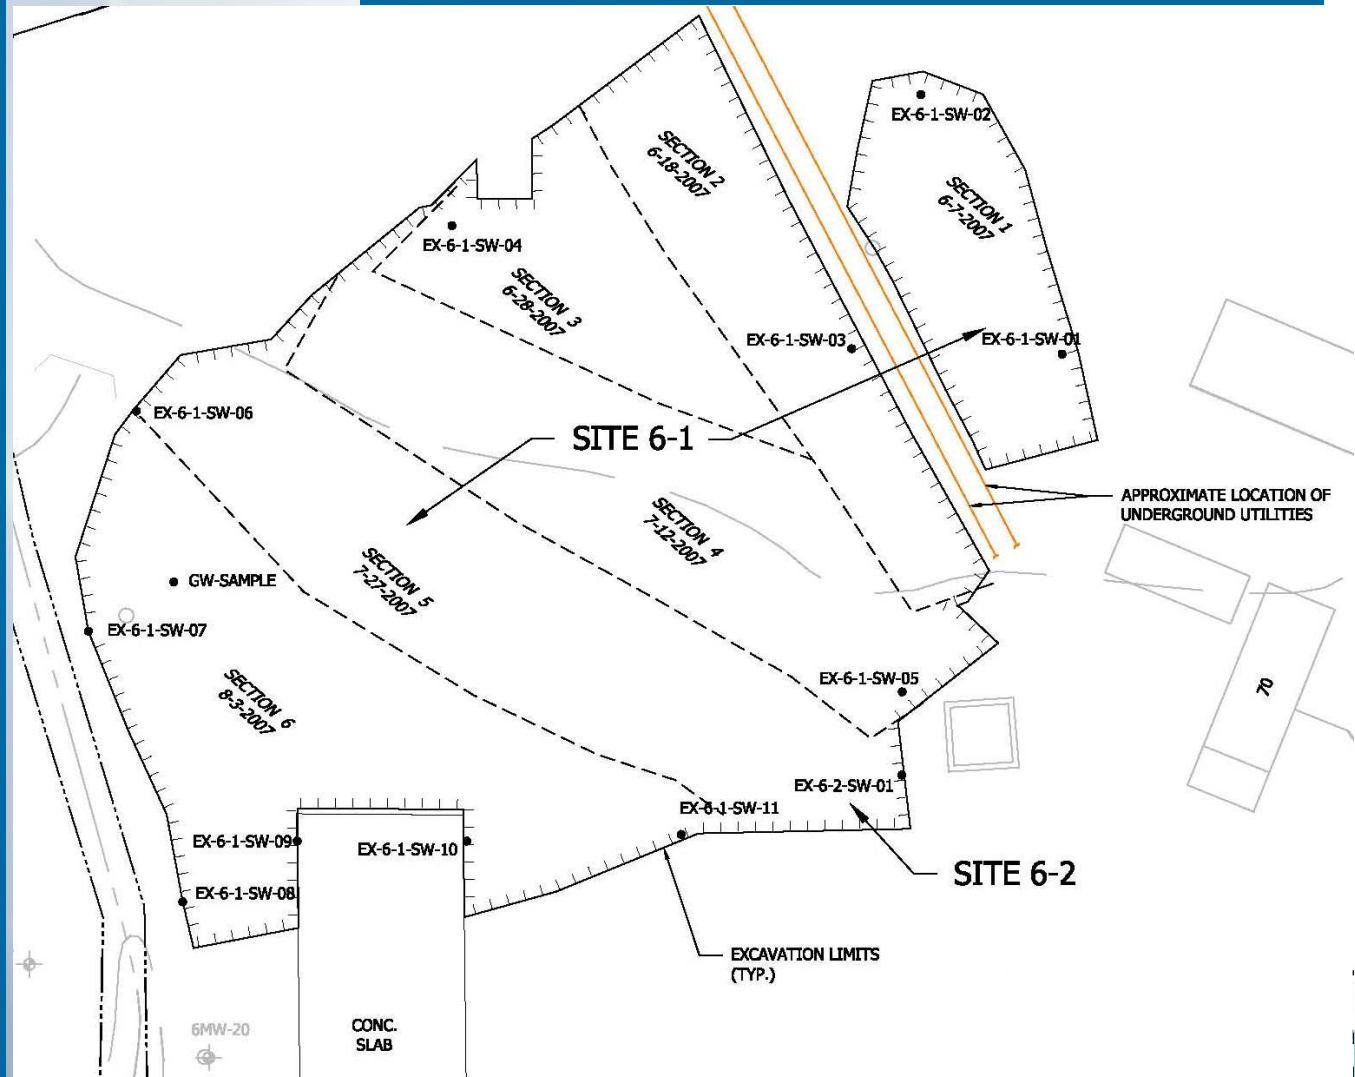 EX-6-1-SW-02
SECTION 2
6-18-2007
SECTION 1
6-7-2007
EX-6-1-SW-04
SECTION 3
6-28-2007
EX-6-1-SW-03
EX-6-1-SW-01
EX-6-1-SW-06
SITE 6-1
APPROXIMATE LOCATION OF
UNDERGROUND UTILITIES
SECTION 4
7-12-2007
SECTION 5
7-27-2007
GW-SAMPLE
EX-6-1-SW-07
EX-6-1-SW-05
70
SECTION 6
8-3-2007
EX-6-2-SW-01
EX-6-1-SW-11
EX-6-1-SW-09
EX-6-1-SW-10
SITE 6-2
EX-6-1-SW-08
EXCAVATION LIMITS
(TYP.)
6MW-20
CONC.
SLAB